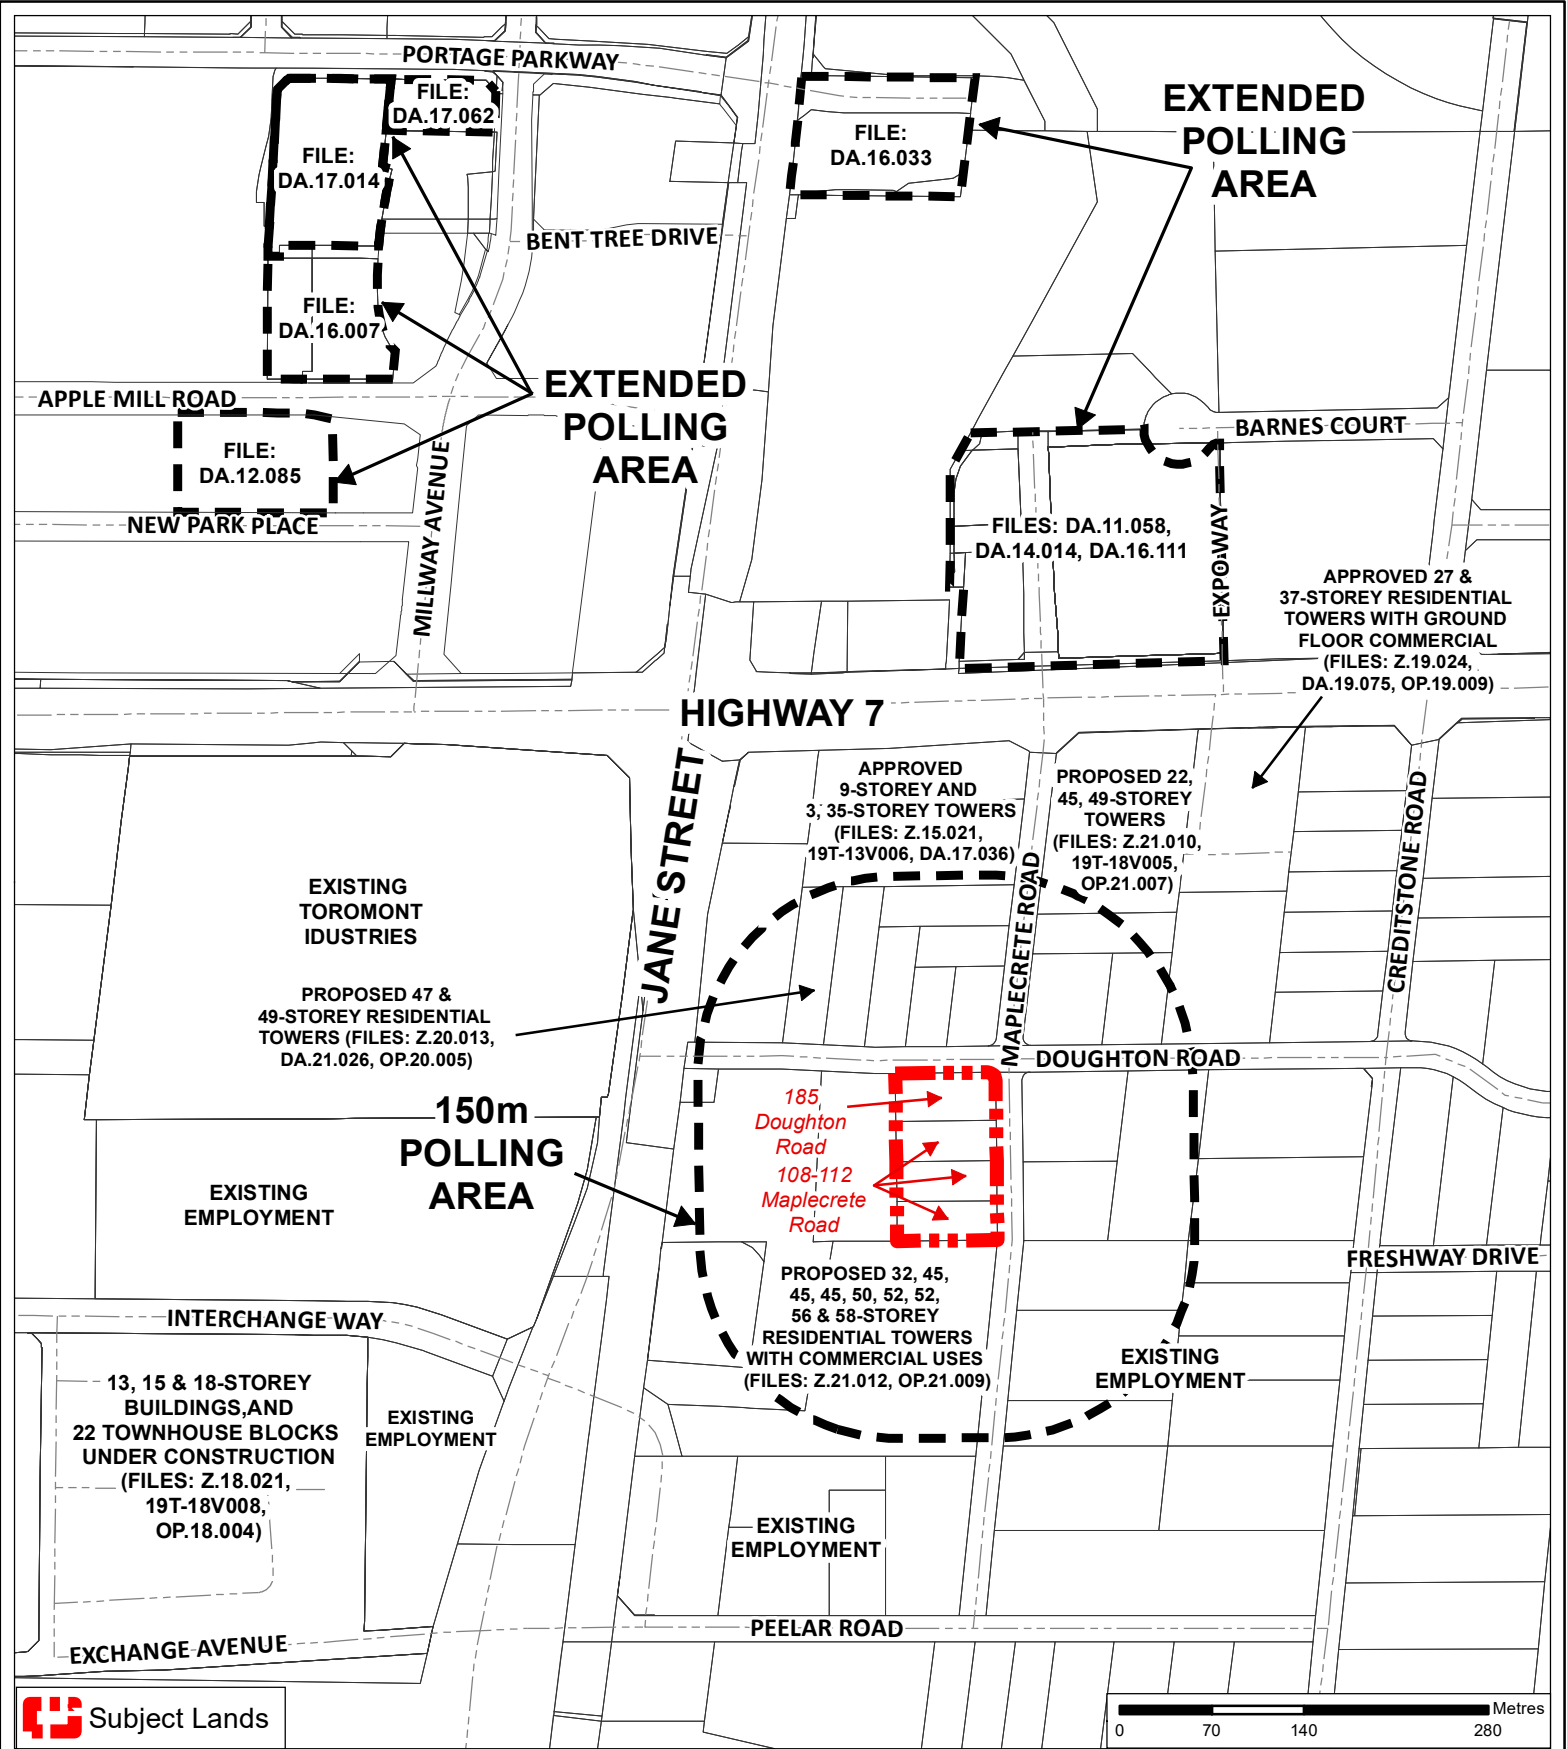 PORTAGE PARKWAY
FILE:
DA.17.062
FILE:
DA.17.014
FILE:
DA.16.033
EXTENDED
POLLING
AREA
BENT TREE DRIVE
FILE:
DA.16.007
APPLE MILL ROAD
EXTENDED
POLLING
AREA
FILE:
DA.12.085
NEW PARK PLACE
MILLWAY AVENUE
BARNES COURT
FILES: DA.11.058,
DA.14.014, DA.16.111
EXPO WAY
APPROVED 27 &
37-STOREY RESIDENTIAL
TOWERS WITH GROUND
FLOOR COMMERCIAL
(FILES: Z.19.024,
DA.19.075, OP.19.009)
HIGHWAY 7
JANE STREET
APPROVED
9-STOREY AND
3, 35-STOREY TOWERS
(FILES: Z.15.021,
19T-13V006, DA.17.036)
PROPOSED 22,
45, 49-STOREY
TOWERS
(FILES: Z.21.010,
19T-18V005,
OP.21.007)
MAPLECRETE ROAD
CREDITSTONE ROAD
EXISTING
TOROMONT
IDUSTRIES
PROPOSED 47 &
49-STOREY RESIDENTIAL
TOWERS (FILES: Z.20.013,
DA.21.026, OP.20.005)
DOUGHTON ROAD
150m
POLLING
AREA
185
Doughton
Road
108-112
Maplecrete
Road
EXISTING
EMPLOYMENT
FRESHWAY DRIVE
PROPOSED 32, 45,
45, 45, 50, 52, 52,
56 & 58-STOREY
RESIDENTIAL TOWERS
WITH COMMERCIAL USES
(FILES: Z.21.012, OP.21.009)
INTERCHANGE WAY
EXISTING
EMPLOYMENT
13, 15 & 18-STOREY
BUILDINGS,AND
22 TOWNHOUSE BLOCKS
UNDER CONSTRUCTION
(FILES: Z.18.021,
19T-18V008,
OP.18.004)
EXISTING
EMPLOYMENT
EXISTING
EMPLOYMENT
PEELAR ROAD
EXCHANGE AVENUE
Subject Lands
Metres
0 70 140 280